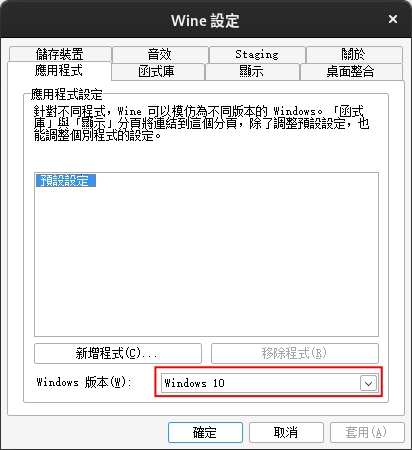 Wine 設定
×
儲存裝置 音效 Staging 關於
應用程式 函式庫 顯示 桌面整合
應用程式設定
針對不同程式，Wine 可以模仿為不同版本的 Windows。「函式
庫」與「顯示」分頁將連結到這個分頁，除了調整預設設定，也
能調整個別程式的設定。
預設設定
新增程式(C)... 移除程式(R)
Windows 版本(W): Windows 10
確定 取消 套用(A)